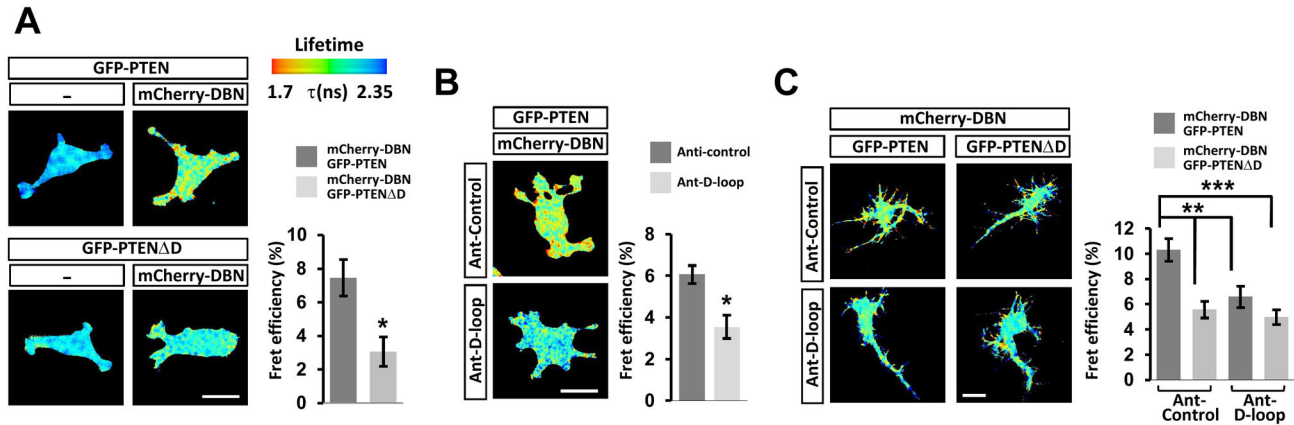 A
Lifetime
1.7 τ(ns) 2.35
GFP-PTEN
– mCherry-DBN
GFP-PTENΔD
– mCherry-DBN
mCherry-DBN
GFP-PTEN
mCherry-DBN
GFP-PTENΔD
Fret efficiency (%)
10
8
6
4
2
0
*
B
GFP-PTEN
mCherry-DBN
Ant-Control
Ant-D-loop
Anti-control
Ant-D-loop
Fret efficiency (%)
8
6
4
2
0
*
C
mCherry-DBN
GFP-PTEN GFP-PTENΔD
Ant-Control
Ant-D-loop
mCherry-DBN
GFP-PTEN
mCherry-DBN
GFP-PTENΔD
***
**
Fret efficiency (%)
12
10
8
6
4
2
0
Ant-
Control
Ant-
D-loop